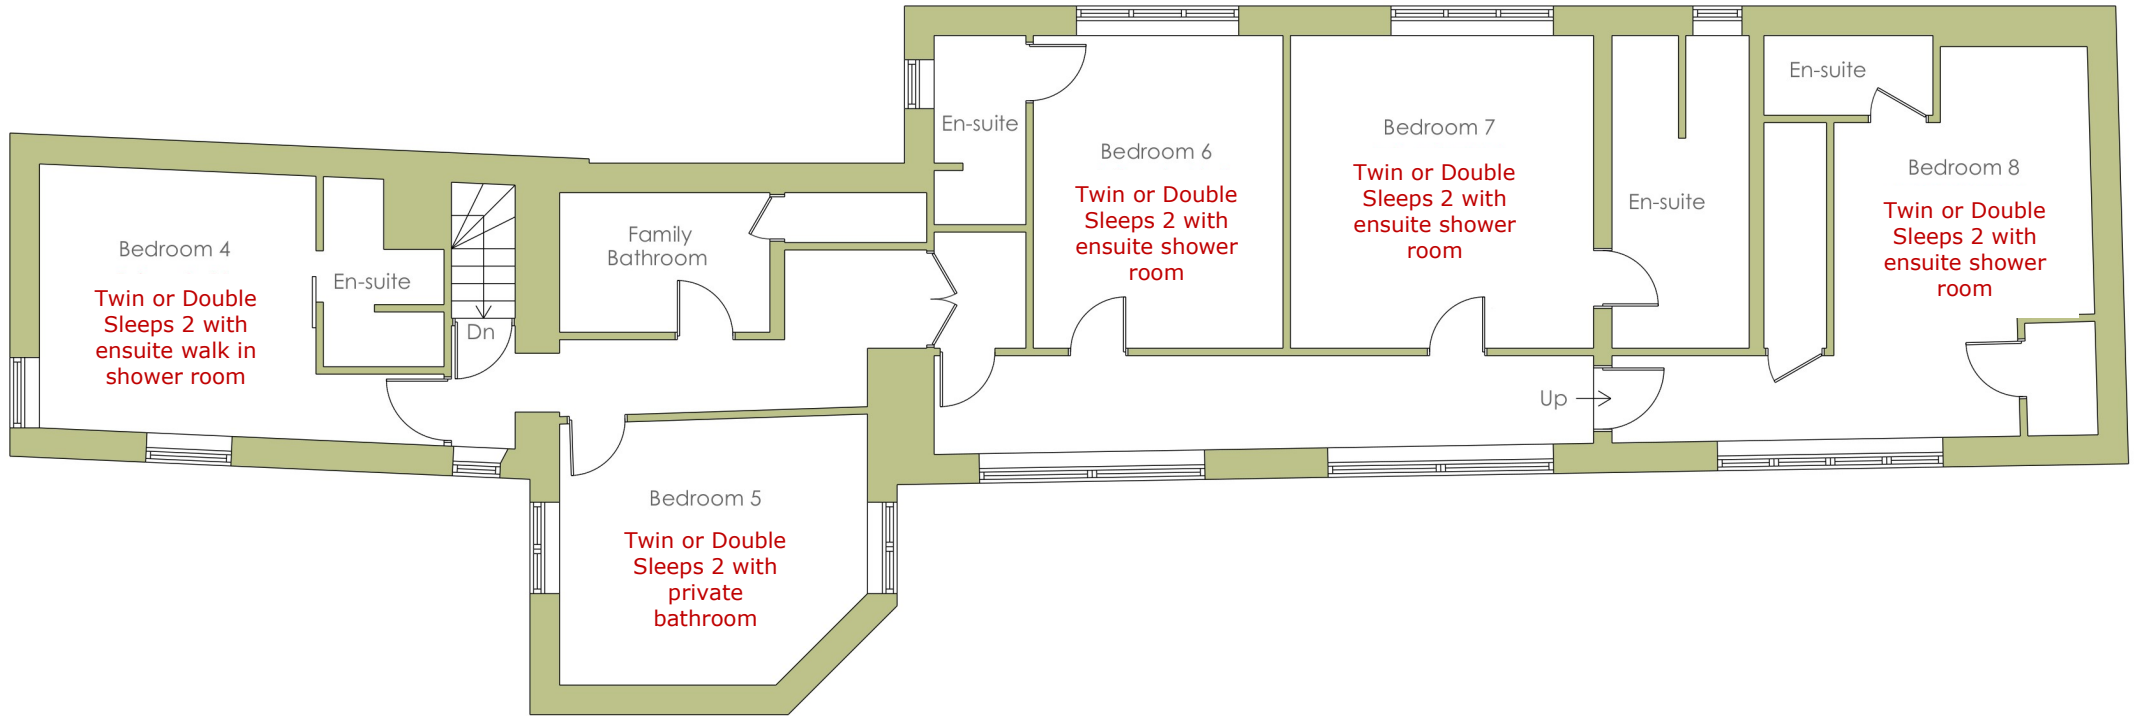 Bedroom 4
Twin or Double
Sleeps 2 with
ensuite walk in
shower room
En-suite
Dn
Family
Bathroom
Bedroom 5
Twin or Double
Sleeps 2 with
private
bathroom
En-suite
Bedroom 6
Twin or Double
Sleeps 2 with
ensuite shower
room
Bedroom 7
Twin or Double
Sleeps 2 with
ensuite shower
room
En-suite
Up
En-suite
Bedroom 8
Twin or Double
Sleeps 2 with
ensuite shower
room